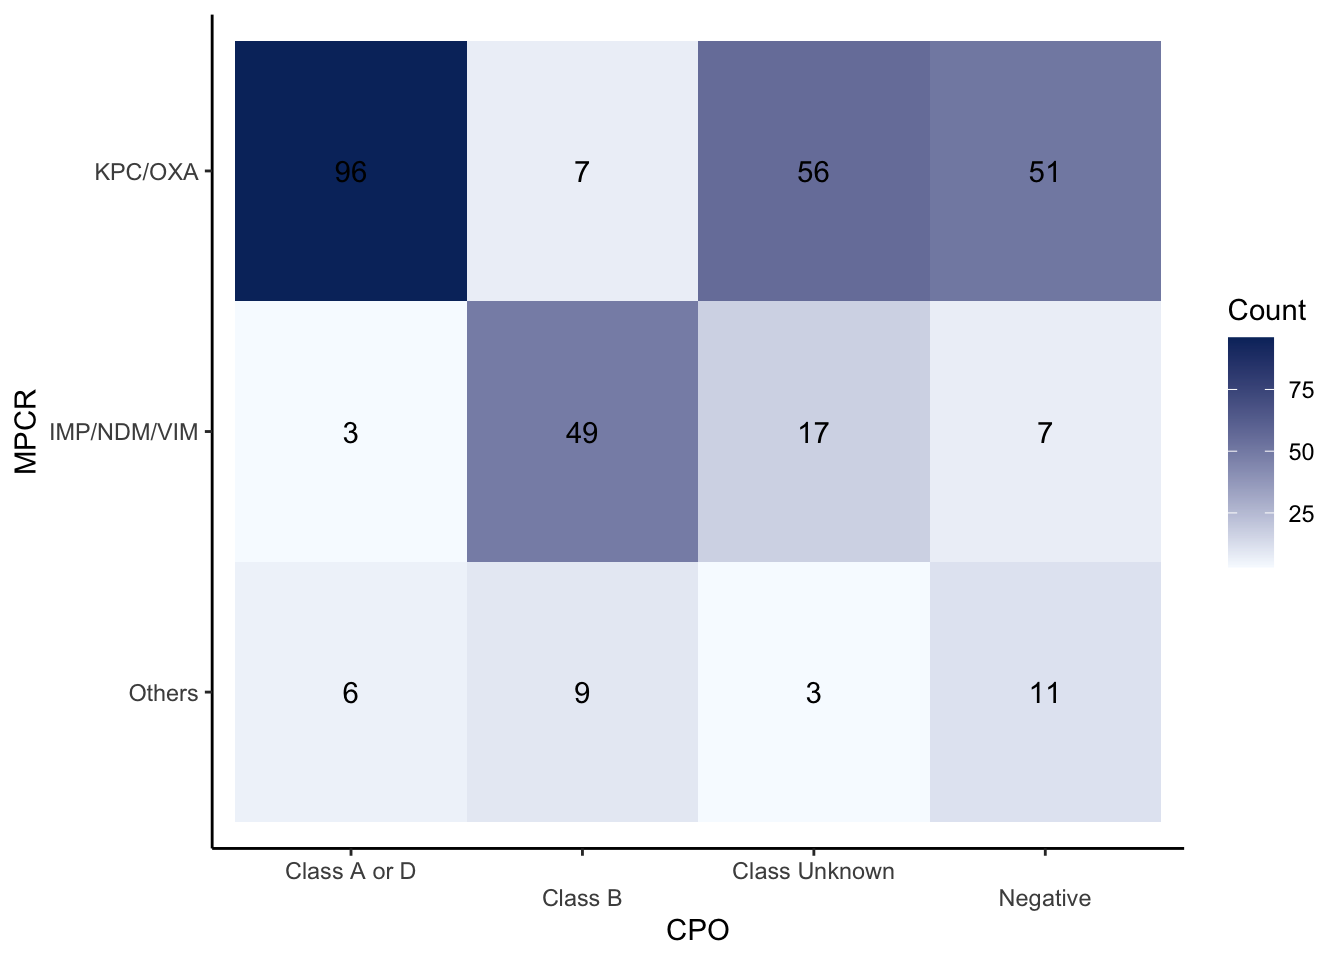 KPC/OXA
96
7
56
51
Count
75
50
25
MPCR
IMP/NDM/VIM
3
49
17
7
Others
6
9
3
11
Class A or D
Class B
Class Unknown
Negative
CPO